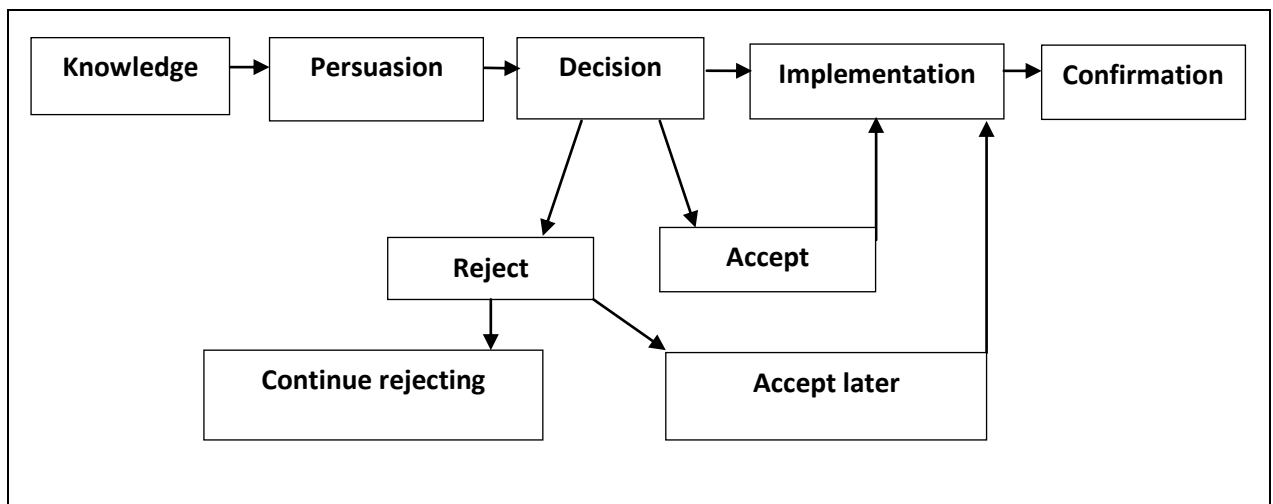 Knowledge
Persuasion
Decision
Implementation
Confirmation
Reject
Accept
Continue rejecting
Accept later